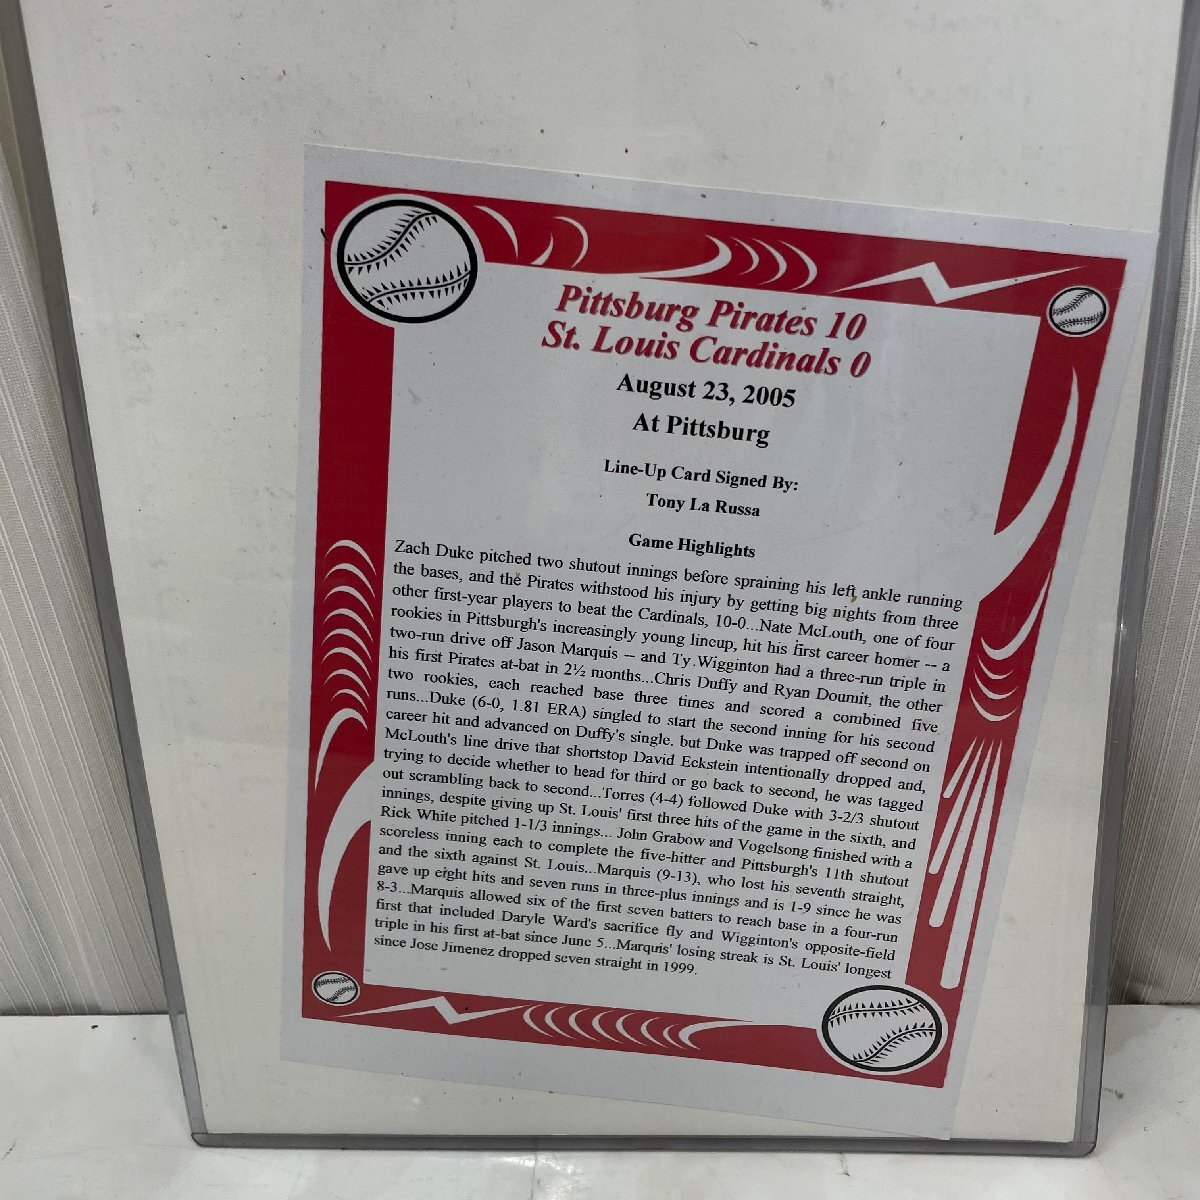 Pittsburg Pirates 10
St. Louis Cardinals 0
August 23, 2005
At Pittsburg
Line-Up Card Signed By:
Tony La Russa
Game Highlights
Zach Duke pitched two shutout innings before spraining his left ankle running
the bases, and the Pirates withstood his injury by getting big nights from three
other first-year players to beat the Cardinals, 10-0...Nate McLouth, one of four
rookies in Pittsburgh's increasingly young lineup, hit his first career homer -- a
two-run drive off Jason Marquis -- and Ty Wigginton had a three-run triple in
his first Pirates at-bat in 2½ months...Chris Duffy and Ryan Doumit, the other
two rookies, each reached base three times and scored a combined five
runs...Duke (6-0, 1.81 ERA) singled to start the second inning for his second
career hit and advanced on Duffy's single, but Duke was trapped off second on
McLouth's line drive that shortstop David Eckstein intentionally dropped and,
trying to decide whether to head for third or go back to second, he was tagged
out scrambling back to second...Torres (4-4) followed Duke with 3-2/3 shutout
innings, despite giving up St. Louis' first three hits of the game in the sixth, and
Rick White pitched 1-1/3 innings... John Grabow and Vogelsong finished with a
scoreless inning each to complete the five-hitter and Pittsburgh's 11th shutout
and the sixth against St. Louis...Marquis (9-13), who lost his seventh straight,
gave up eight hits and seven runs in three-plus innings and is 1-9 since he was
8-3...Marquis allowed six of the first seven batters to reach base in a four-run
first that included Daryle Ward's sacrifice fly and Wigginton's opposite-field
triple in his first at-bat since June 5...Marquis' losing streak is St. Louis' longest
since Jose Jimenez dropped seven straight in 1999.